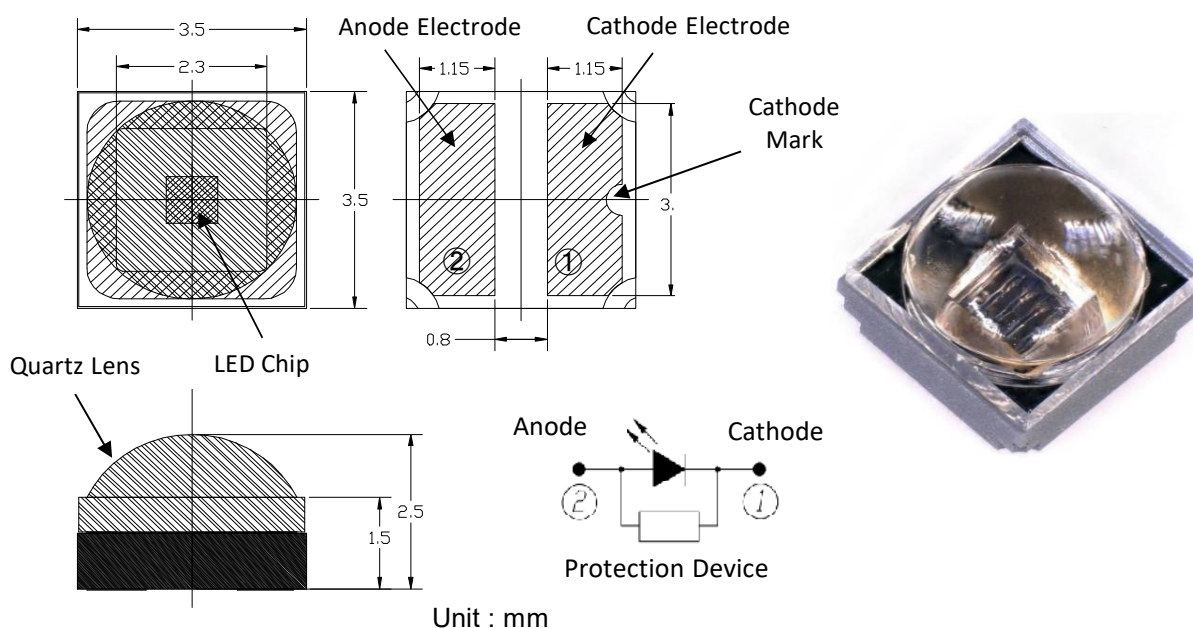 3.5
2.3
3.5
Anode Electrode
Cathode Electrode
1.15
1.15
Cathode
Mark
3.
②
①
0.8
Quartz Lens
LED Chip
2.5
1.5
Anode
Cathode
②
①
Protection Device
Unit : mm